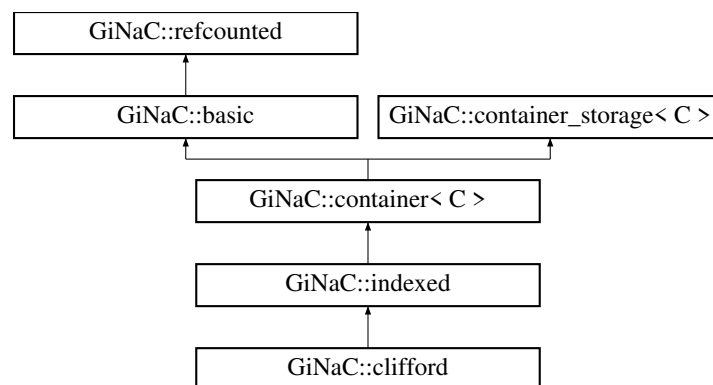 GiNaC::refcounted
GiNaC::basic
GiNaC::container_storage< C >
GiNaC::container< C >
GiNaC::indexed
GiNaC::clifford